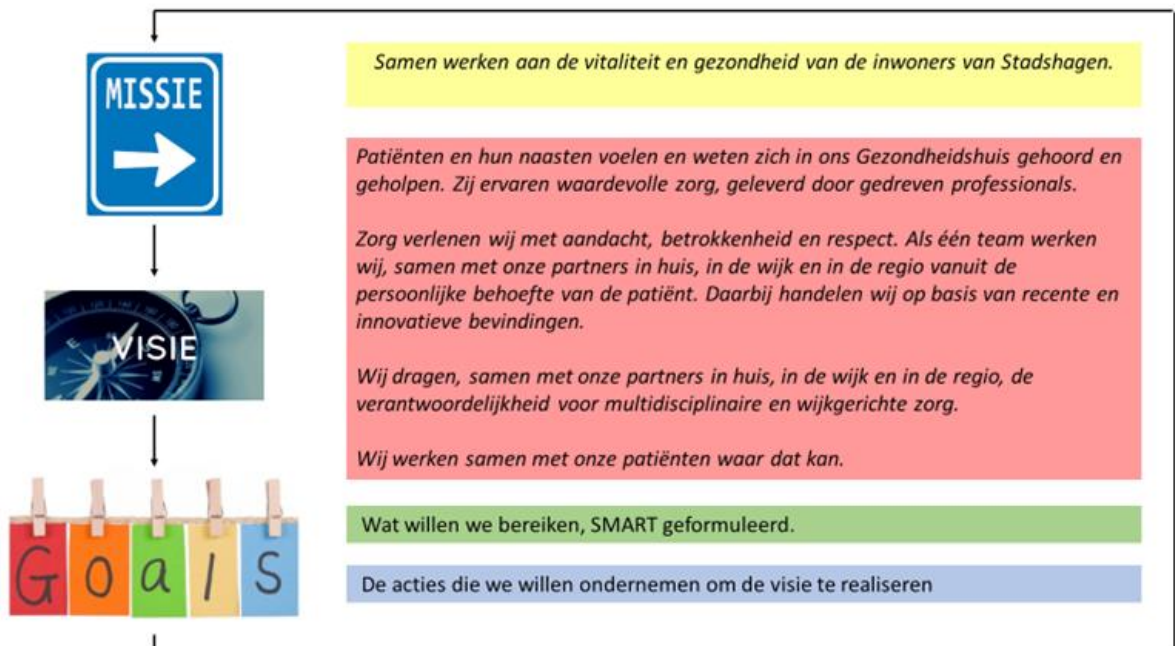 MISSIE
Samen werken aan de vitaliteit en gezondheid van de inwoners van Stadshagen.
Patiënten en hun naasten voelen en weten zich in ons Gezondheidshuis gehoord en
geholpen. Zij ervaren waardevolle zorg, geleverd door gedreven professionals.
Zorg verlenen wij met aandacht, betrokkenheid en respect. Als één team werken
wij, samen met onze partners in huis, in de wijk en in de regio vanuit de
persoonlijke behoefte van de patiënt. Daarbij handelen wij op basis van recente en
innovatieve bevindingen.
Wij dragen, samen met onze partners in huis, in de wijk en in de regio, de
verantwoordelijkheid voor multidisciplinaire en wijkgerichte zorg.
Wij werken samen met onze patiënten waar dat kan.
VISIE
Goals
Wat willen we bereiken, SMART geformuleerd.
De acties die we willen ondernemen om de visie te realiseren